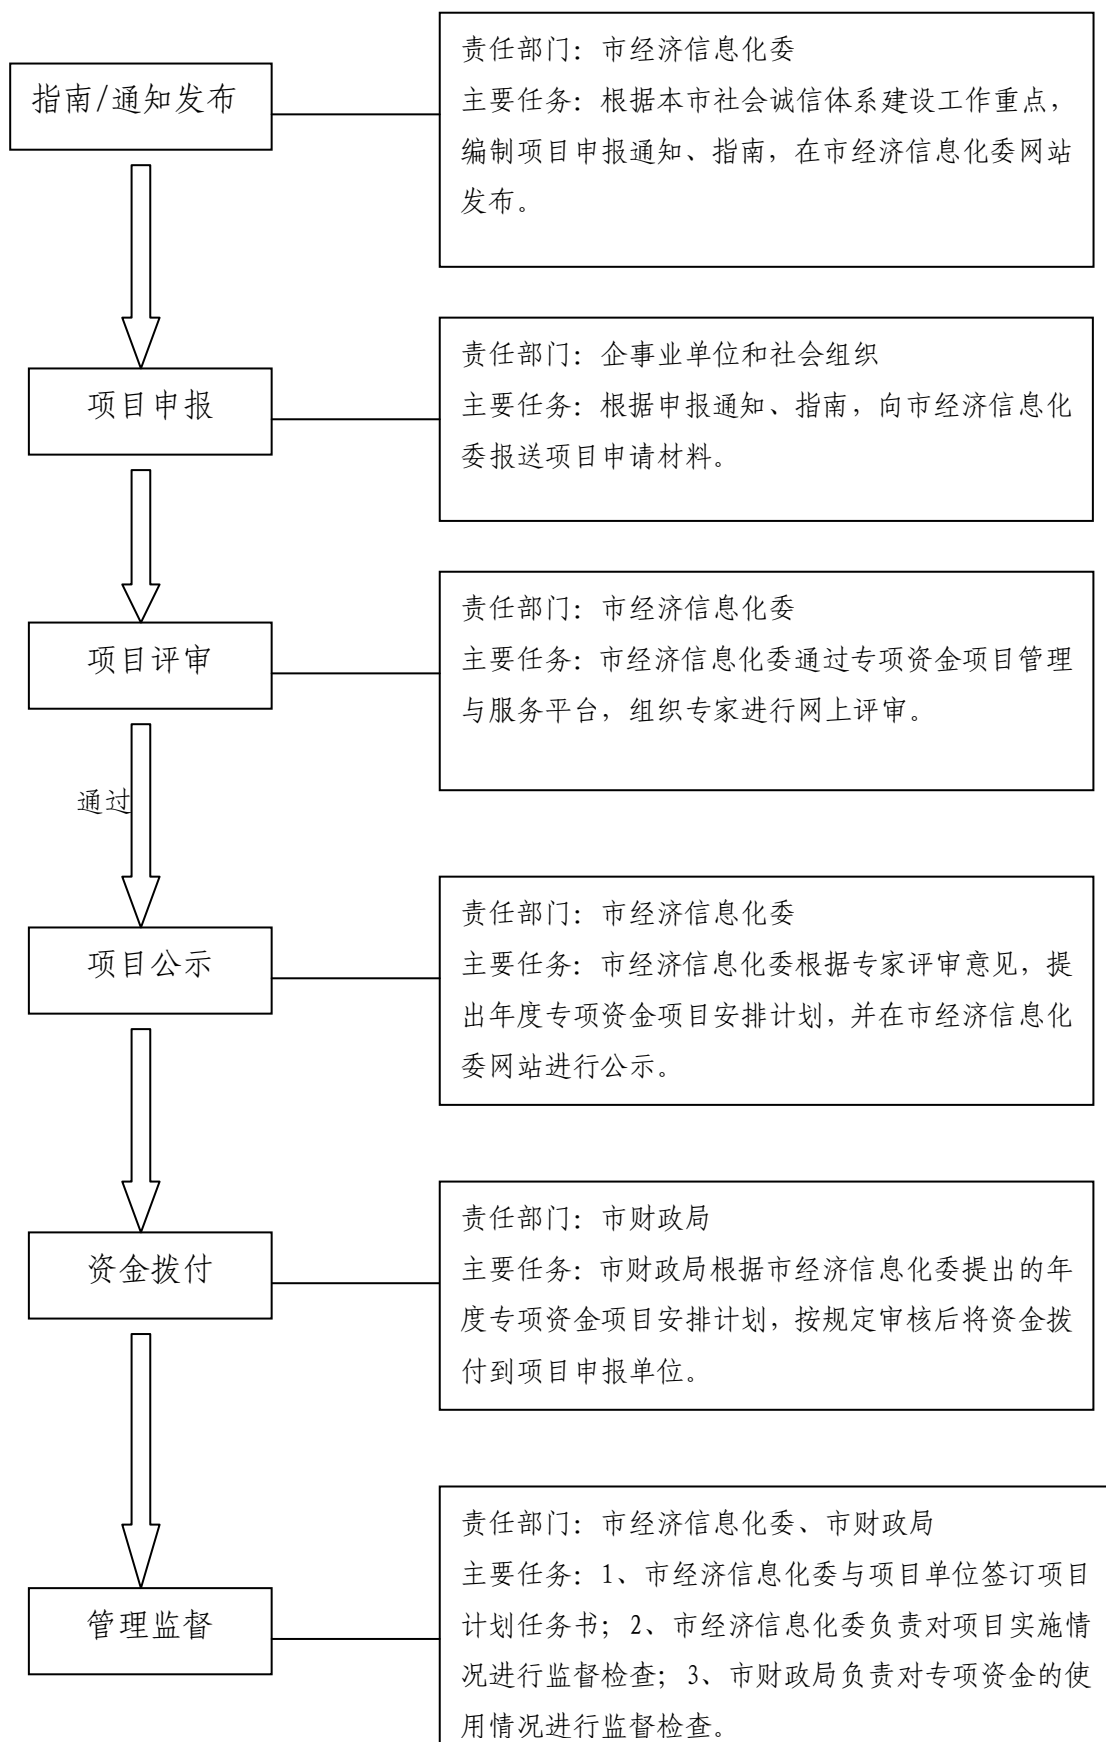 指南/通知发布
责任部门：市经济信息化委
主要任务：根据本市社会诚信体系建设工作重点，
编制项目申报通知、指南，在市经济信息化委网站
发布。
项目申报
责任部门：企事业单位和社会组织
主要任务：根据申报通知、指南，向市经济信息化
委报送项目申请材料。
项目评审
责任部门：市经济信息化委
主要任务：市经济信息化委通过专项资金项目管理
与服务平台，组织专家进行网上评审。
通过
项目公示
责任部门：市经济信息化委
主要任务：市经济信息化委根据专家评审意见，提
出年度专项资金项目安排计划，并在市经济信息化
委网站进行公示。
资金拨付
责任部门：市财政局
主要任务：市财政局根据市经济信息化委提出的年
度专项资金项目安排计划，按规定审核后将资金拨
付到项目申报单位。
管理监督
责任部门：市经济信息化委、市财政局
主要任务：1、市经济信息化委与项目单位签订项目
计划任务书；2、市经济信息化委负责对项目实施情
况进行监督检查；3、市财政局负责对专项资金的使
用情况进行监督检查。